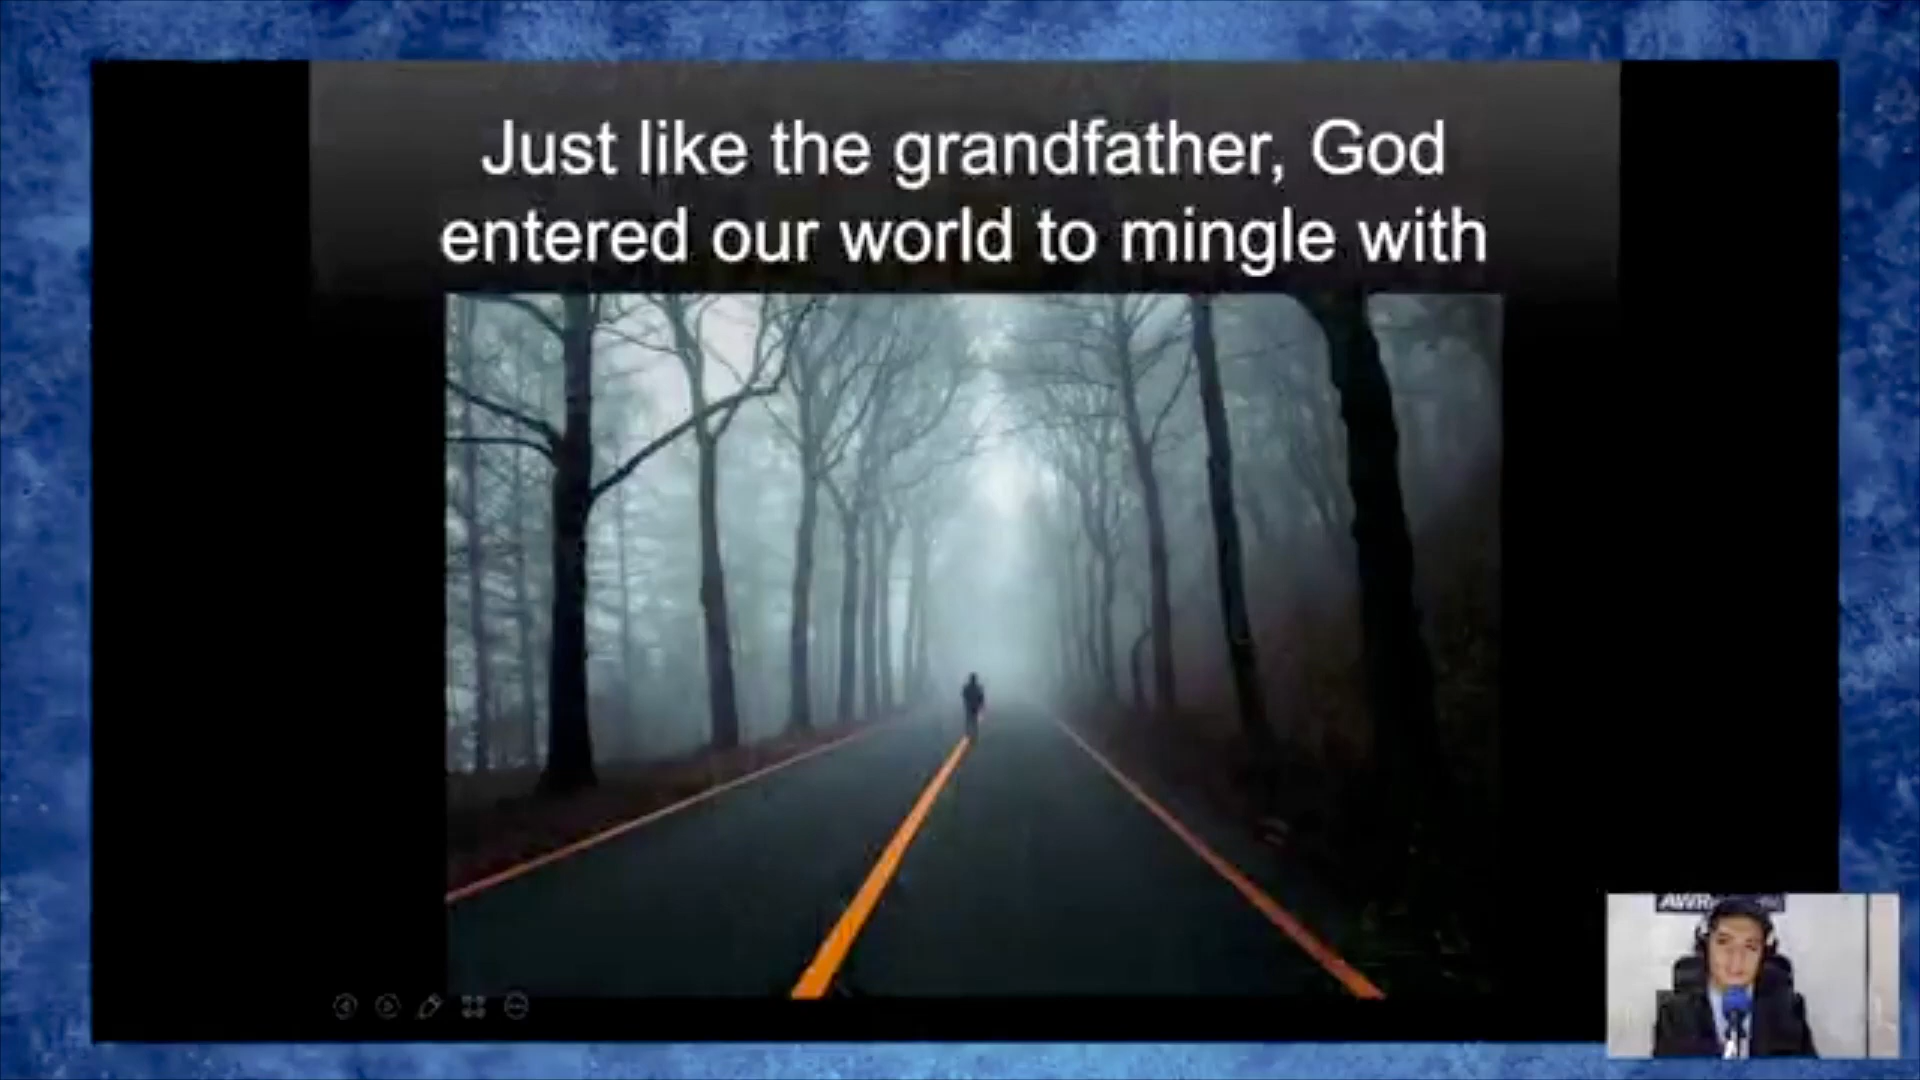 Just like the grandfather, God
entered our world to mingle with